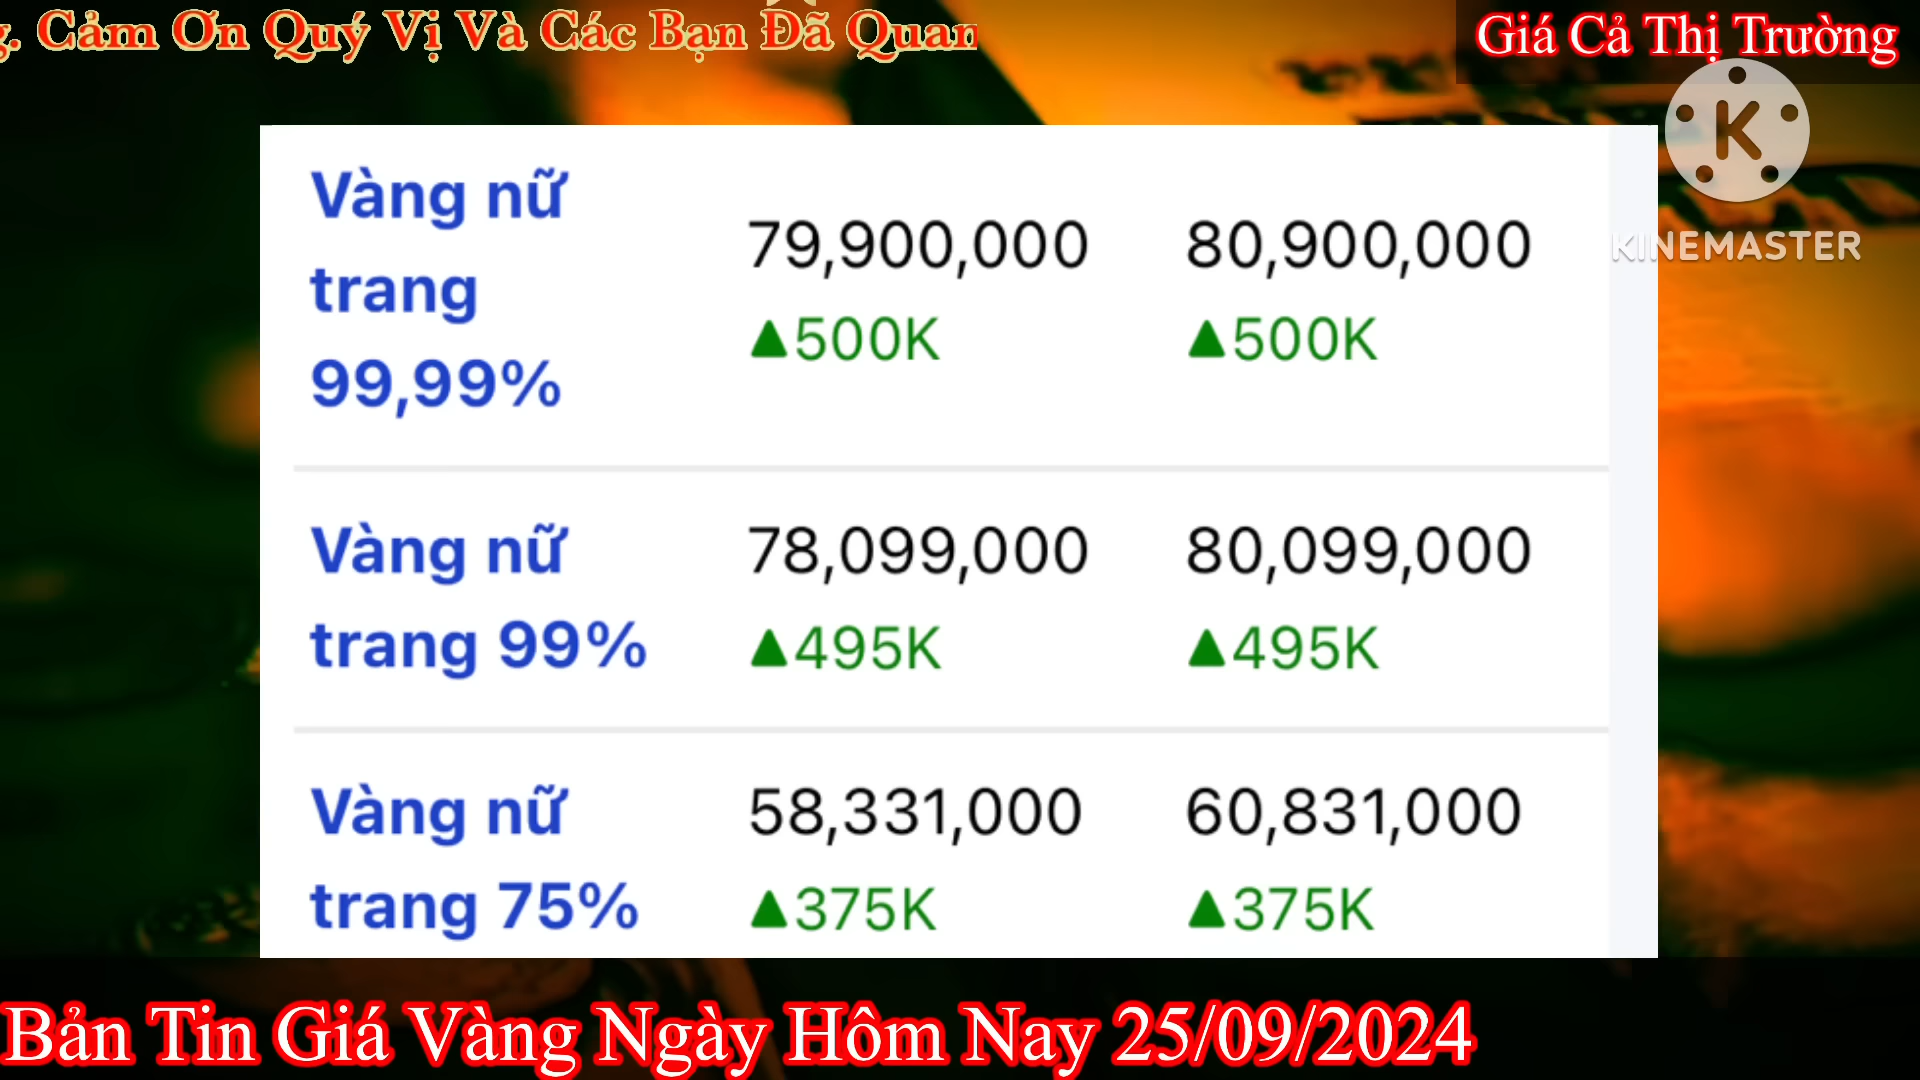 . Cảm Ơn Quý Vị Và Các Bạn Đã Quan
Giá Cả Thị Trường
K
KINEMASTER
Vàng nữ
trang
99,99%
79,900,000
80,900,000
▲500K
▲500K
Vàng nữ
trang 99%
78,099,000
80,099,000
▲495K
▲495K
Vàng nữ
trang 75%
58,331,000
60,831,000
▲375K
▲375K
Bản Tin Giá Vàng Ngày Hôm Nay 25/09/2024